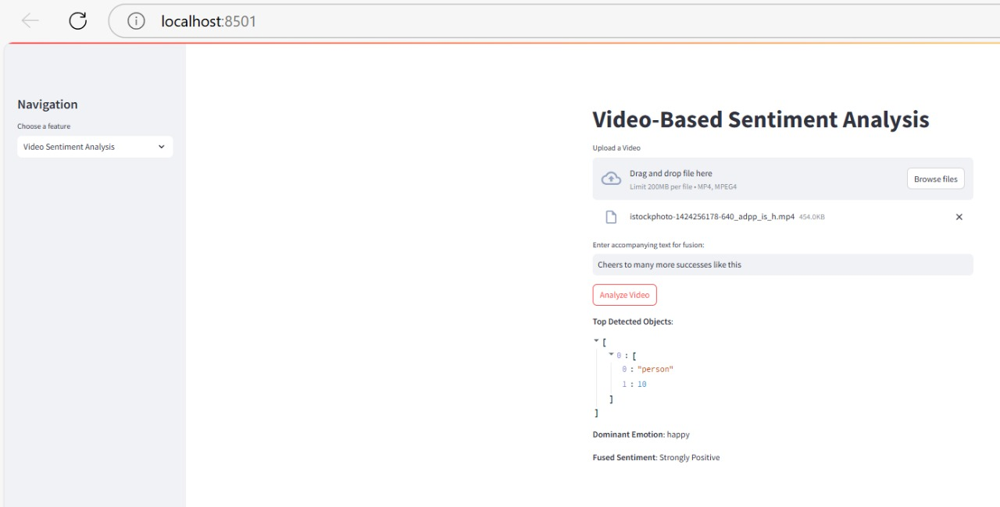 localhost:8501
Navigation
Choose a feature
Video Sentiment Analysis
Video-Based Sentiment Analysis
Upload a Video
Drag and drop file here
Limit 200MB per file • MP4, MPEG4
Browse files
istockphoto-1424256178-640_adpp_is_h.mp4 454.0KB
Enter accompanying text for fusion:
Cheers to many more successes like this
Analyze Video
Top Detected Objects:
[
0 : [
0 : "person"
1 : 10
]
]
Dominant Emotion: happy
Fused Sentiment: Strongly Positive